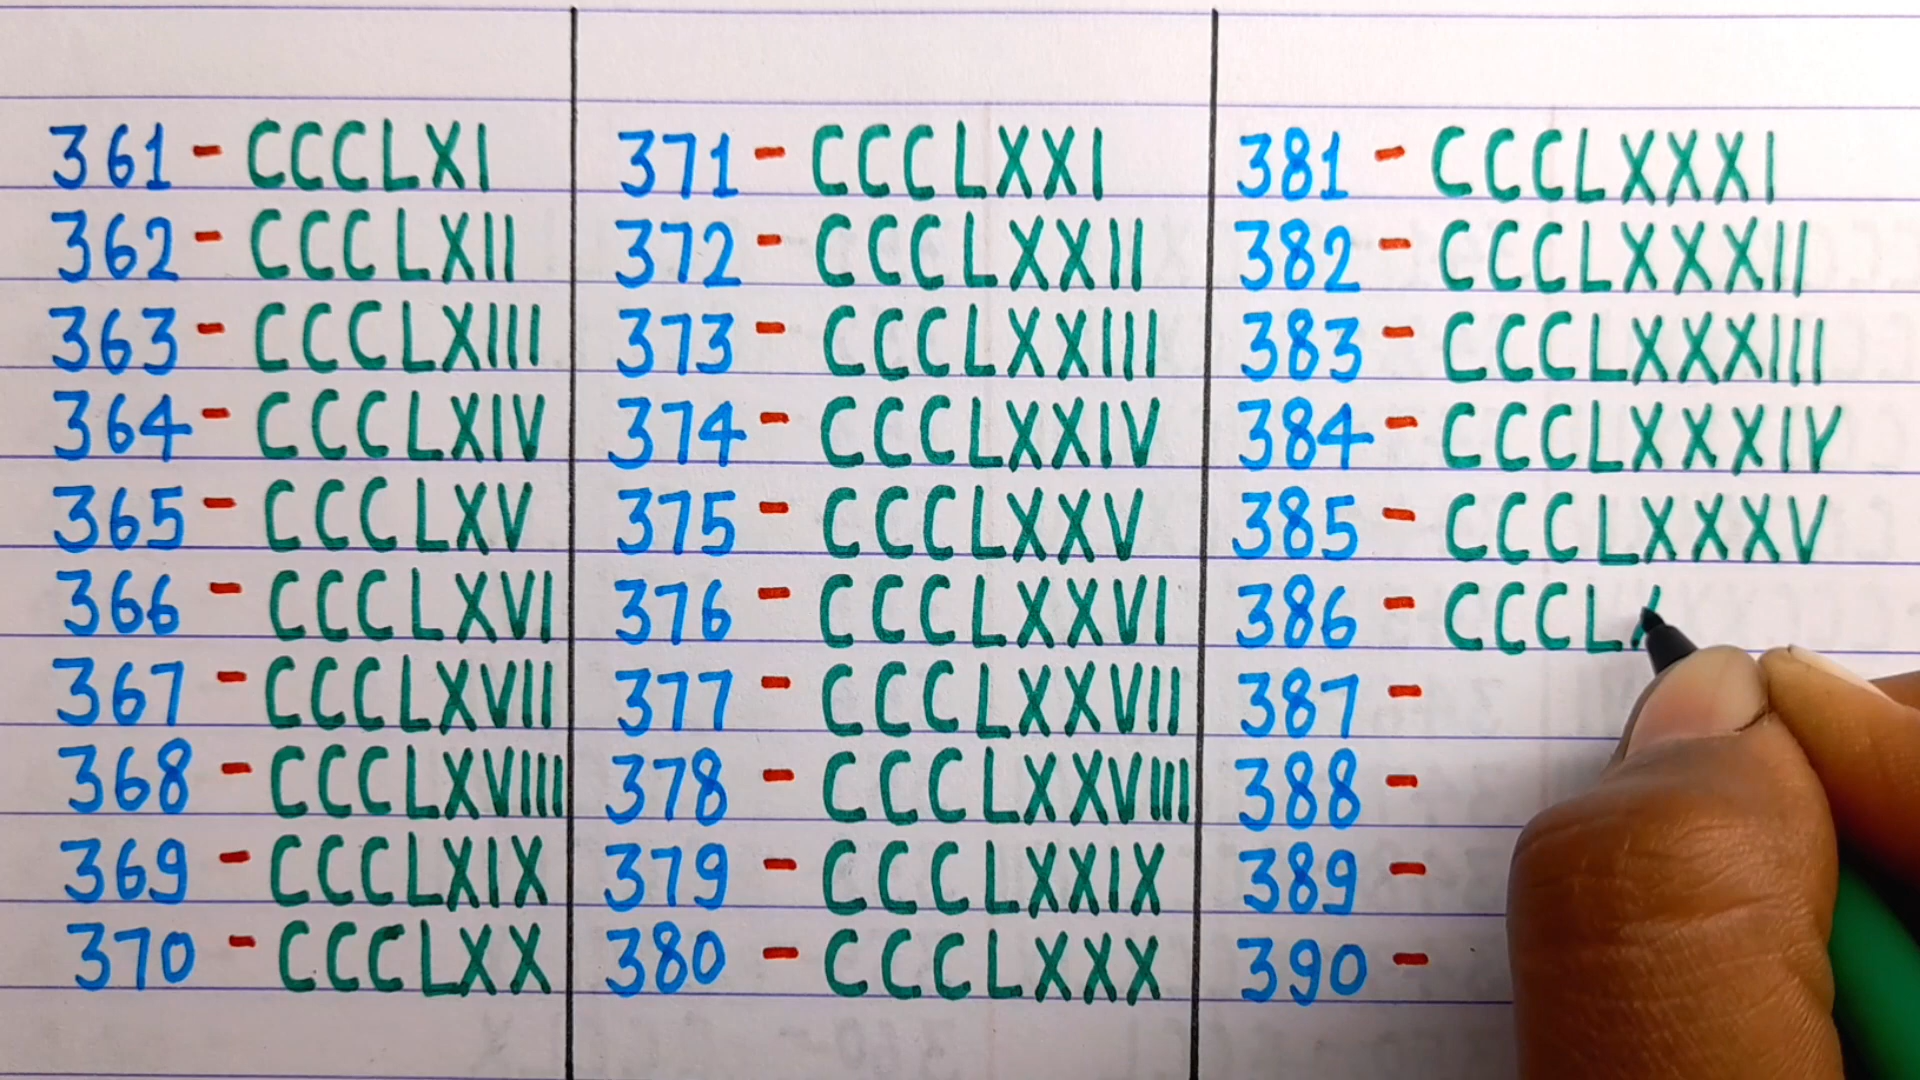 361 - CCCLXI
362 - CCCLXII
363 - CCCLXIII
364 - CCCLXIV
365 - CCCLXV
366 - CCCLXVI
367 - CCCLXVII
368 - CCCLXVIIII
369 - CCCLXIX
370 - CCCLXX
371 - CCCLXXI
372 - CCCLXXII
373 - CCCLXXIII
374 - CCCLXXIV
375 - CCCLXXV
376 - CCCLXXVI
377 - CCCLXXVII
378 - CCCLXXVIII
379 - CCCLXXIX
380 - CCCLXXX
381 - CCCLXXXI
382 - CCCLXXXII
383 - CCCLXXXIII
384 - CCCLXXXIV
385 - CCCLXXXV
386 - CCCLX
387 -
388 -
389 -
390 -